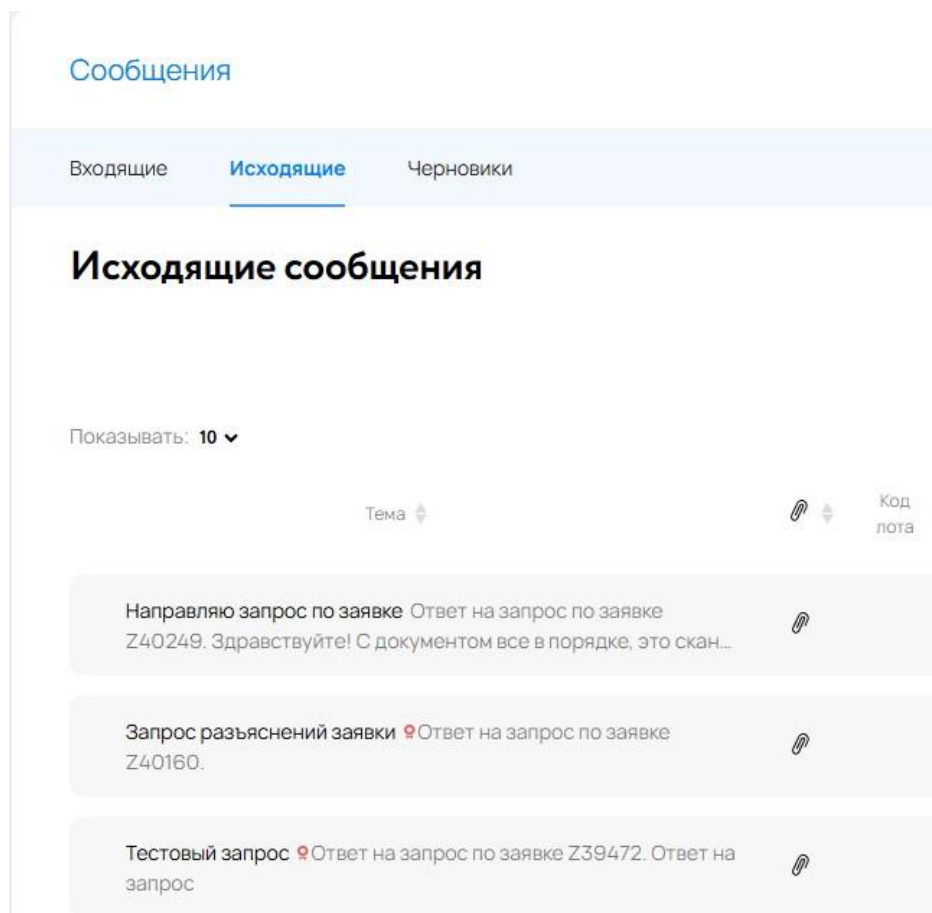 Сообщения
Входящие Исходящие Черновики
Исходящие сообщения
Показывать: 10
Тема Код
лота
Направляю запрос по заявке Ответ на запрос по заявке
Z40249. Здравствуйте! С документом все в порядке, это скан...
Запрос разъяснений заявки Ответ на запрос по заявке
Z40160.
Тестовый запрос Ответ на запрос по заявке Z39472. Ответ на
запрос